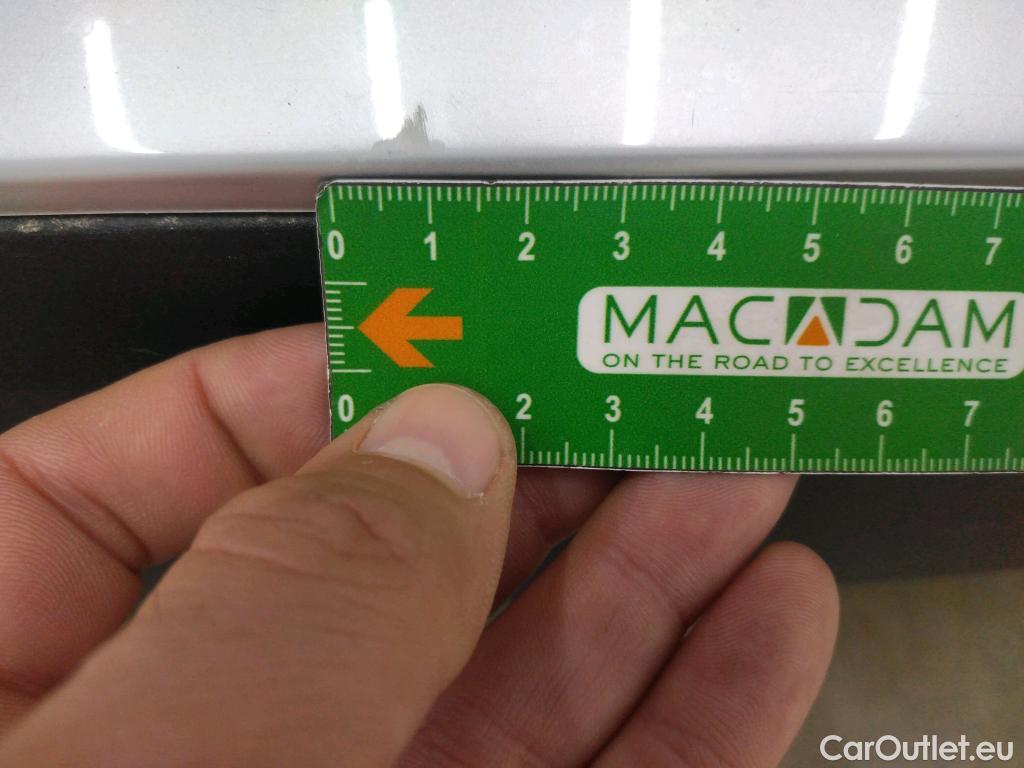 0 1 2 3 4 5 6 7
MACADAM
ON THE ROAD TO EXCELLENCE
0 2 3 4 5 6 7
CarOutlet.eu